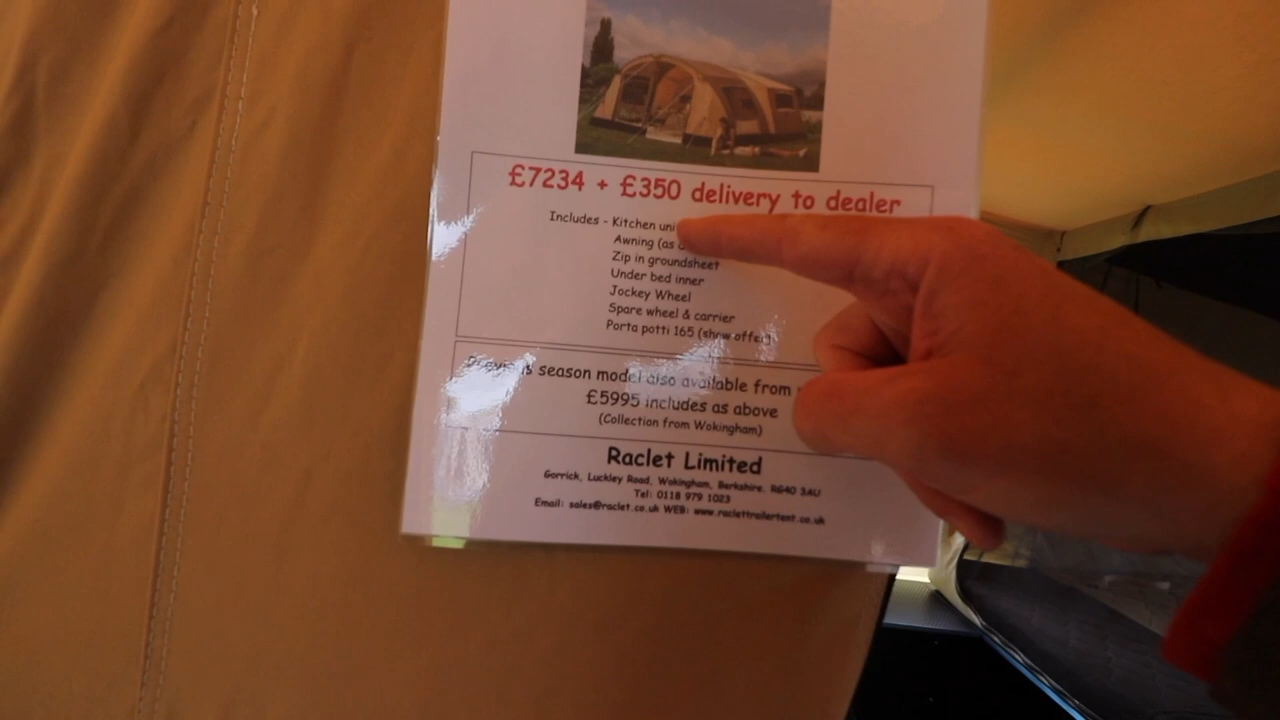 £7234 + £350 delivery to dealer
Includes - Kitchen
Awning (as
Zip in groundsheet
Under bed inner
Jockey Wheel
Spare wheel & carrier
Porta potti 165 (show offer)
season model also available from
£5995 includes as above
(Collection from Wokingham)
Raclet Limited
Gorrick, Luckley Road, Wokingham, Berkshire. RG40 3AU
Tel: 0118 979 1023
Email: sales@raclet.co.uk WEB: www.raclettrailertent.co.uk